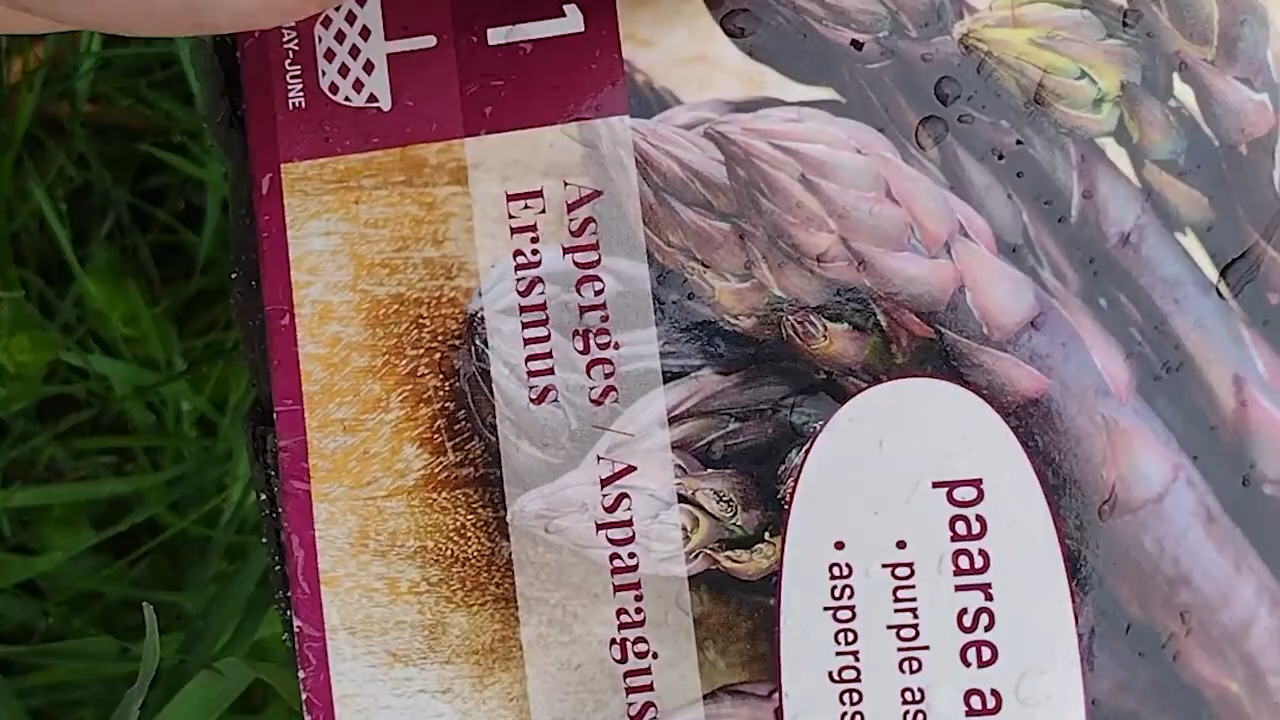 1
Asperges / Asparagus
Erasmus
paarse a
• purple as
• asperges
AY-JUNE